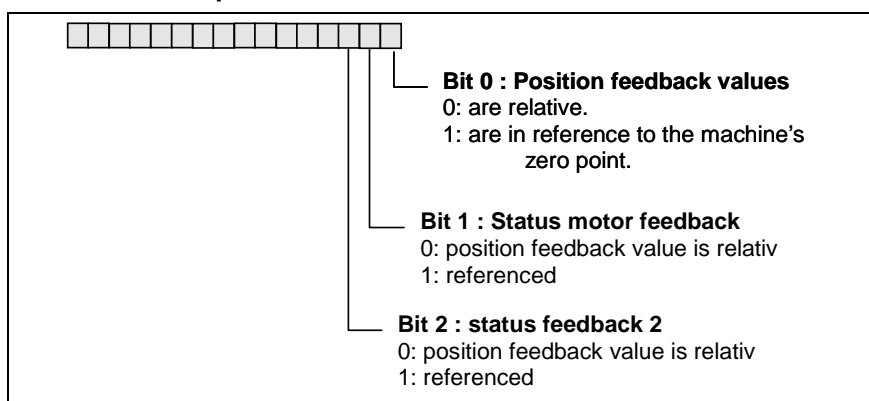 Bit 0 : Position feedback values
0: are relative.
1: are in reference to the machine's
zero point.
Bit 1 : Status motor feedback
0: position feedback value is relativ
1: referenced
Bit 2 : status feedback 2
0: position feedback value is relativ
1: referenced